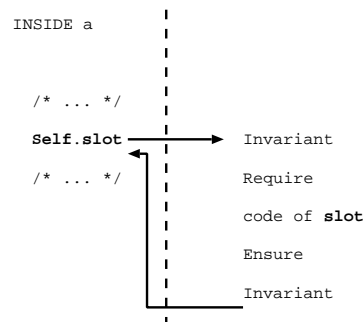 INSIDE a
/* ... */
Self.slot
/* ... */
Invariant
Require
code of slot
Ensure
Invariant